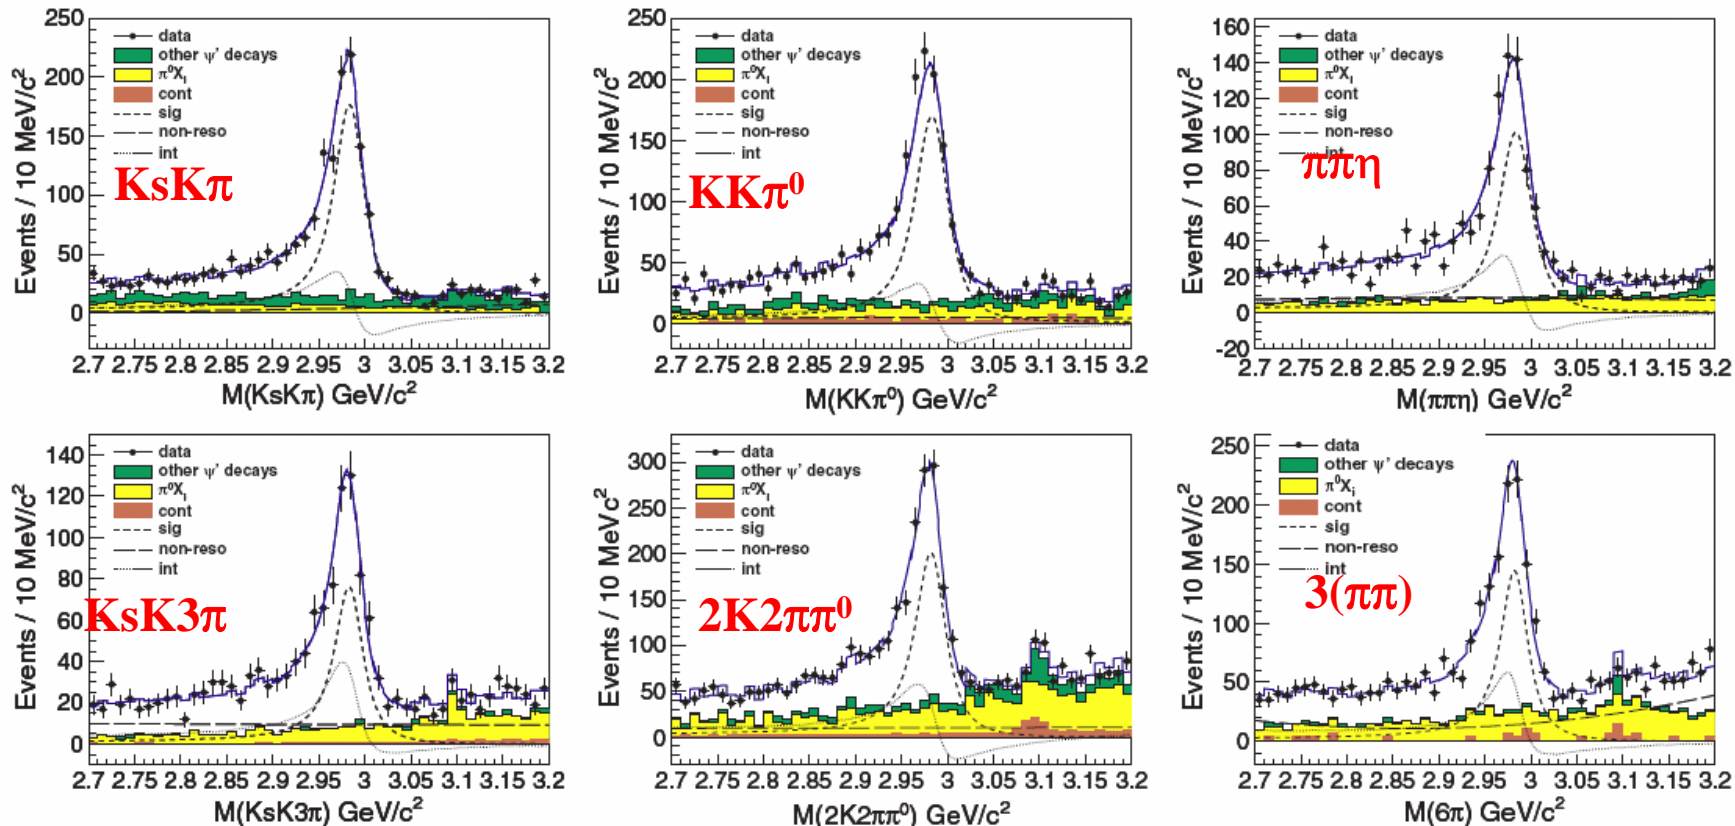 250
200
150
100
50
0
Events / 10 MeV/c²
data
other ψ' decays
π⁰Xᵢ
cont
sig
non-reso
int
KsKπ
2.7 2.75 2.8 2.85 2.9 2.95 3 3.05 3.1 3.15 3.2
M(KsKπ) GeV/c²
250
200
150
100
50
0
Events / 10 MeV/c²
data
other ψ' decays
π⁰Xᵢ
cont
sig
non-reso
int
KKπ⁰
2.7 2.75 2.8 2.85 2.9 2.95 3 3.05 3.1 3.15 3.2
M(KKπ⁰) GeV/c²
160
140
120
100
80
60
40
20
0
-20
Events / 10 MeV/c²
data
other ψ' decays
π⁰Xᵢ
cont
sig
non-reso
int
ππη
2.7 2.75 2.8 2.85 2.9 2.95 3 3.05 3.1 3.15 3.2
M(ππη) GeV/c²
140
120
100
80
60
40
20
0
Events / 10 MeV/c²
data
other ψ' decays
π⁰Xᵢ
cont
sig
non-reso
int
KsK3π
2.7 2.75 2.8 2.85 2.9 2.95 3 3.05 3.1 3.15 3.2
M(KsK3π) GeV/c²
300
250
200
150
100
50
0
Events / 10 MeV/c²
data
other ψ' decays
π⁰Xᵢ
cont
sig
non-reso
int
2K2ππ⁰
2.7 2.75 2.8 2.85 2.9 2.95 3 3.05 3.1 3.15 3.2
M(2K2ππ⁰) GeV/c²
250
200
150
100
50
0
Events / 10 MeV/c²
data
other ψ' decays
π⁰Xᵢ
cont
sig
non-reso
int
3(ππ)
2.7 2.75 2.8 2.85 2.9 2.95 3 3.05 3.1 3.15 3.2
M(6π) GeV/c²